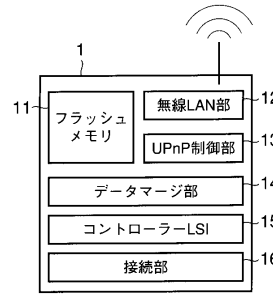 1
11
フラッシュ
メモリ
無線LAN部
12
UPnP制御部
13
データマージ部
14
コントローラーLSI
15
接続部
16